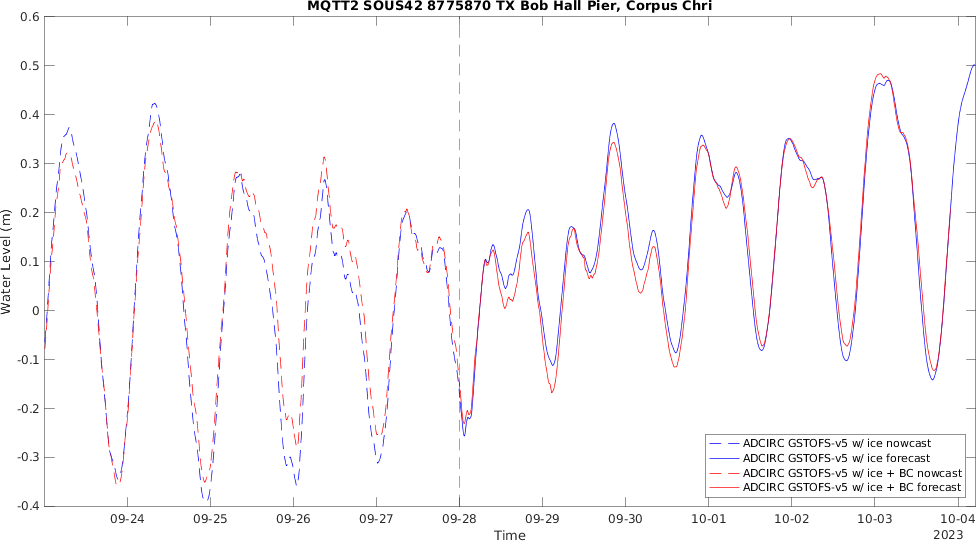 MQTT2 SOUS42 8775870 TX Bob Hall Pier, Corpus Chri
0.6
0.5
0.4
0.3
0.2
0.1
0
-0.1
-0.2
-0.3
-0.4
Water Level (m)
ADCIRC GSTOFS-v5 w/ ice nowcast
ADCIRC GSTOFS-v5 w/ ice forecast
ADCIRC GSTOFS-v5 w/ ice + BC nowcast
ADCIRC GSTOFS-v5 w/ ice + BC forecast
09-24 09-25 09-26 09-27 09-28 09-29 09-30 10-01 10-02 10-03 10-04
Time
2023